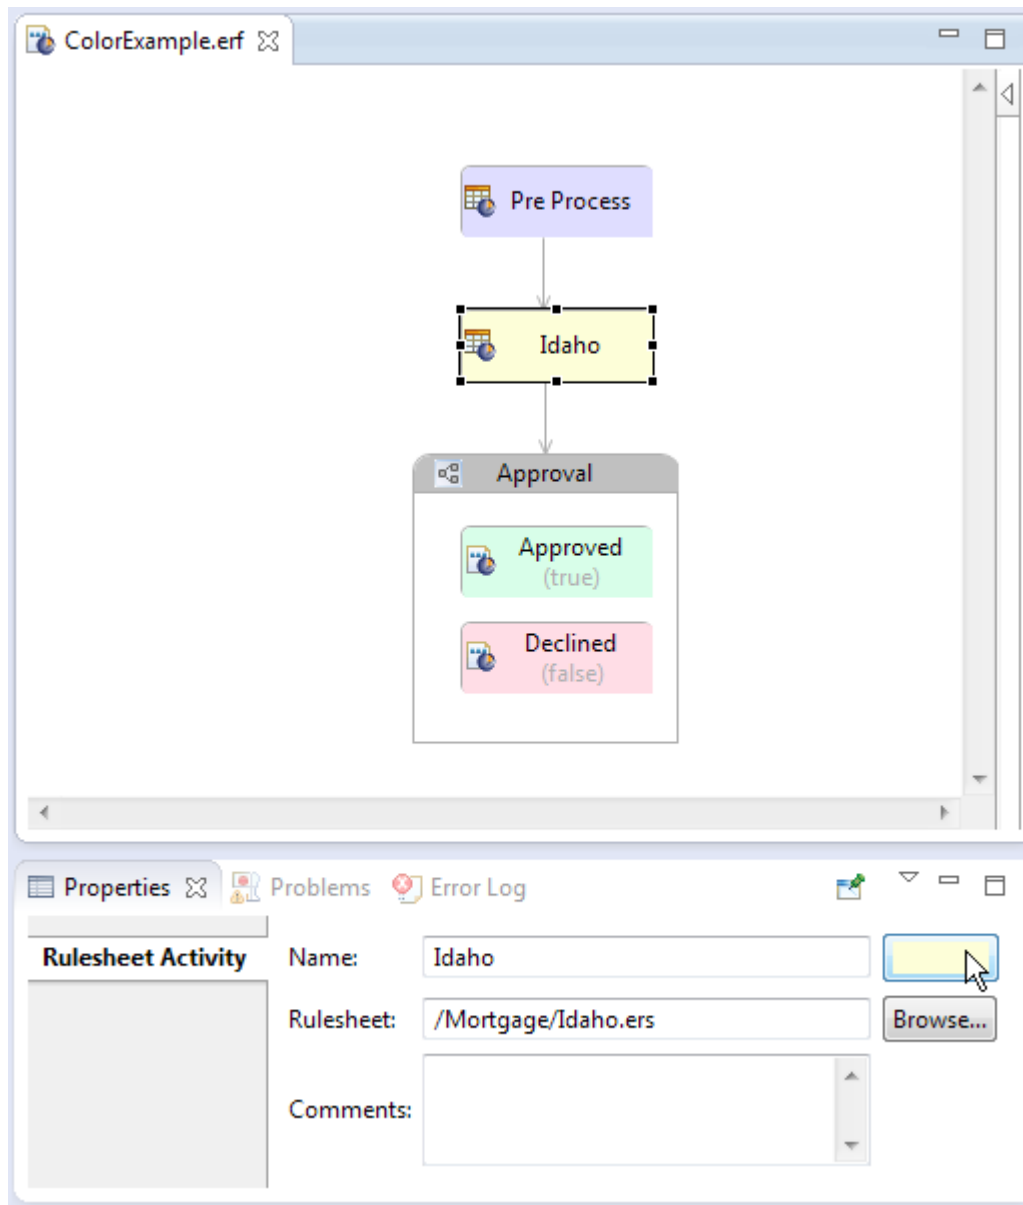 ColorExample.erf
Pre Process
Idaho
Approval
Approved
(true)
Declined
(false)
Properties Problems Error Log
Rulesheet Activity Name: Idaho
Rulesheet: /Mortgage/Idaho.ers Browse...
Comments: